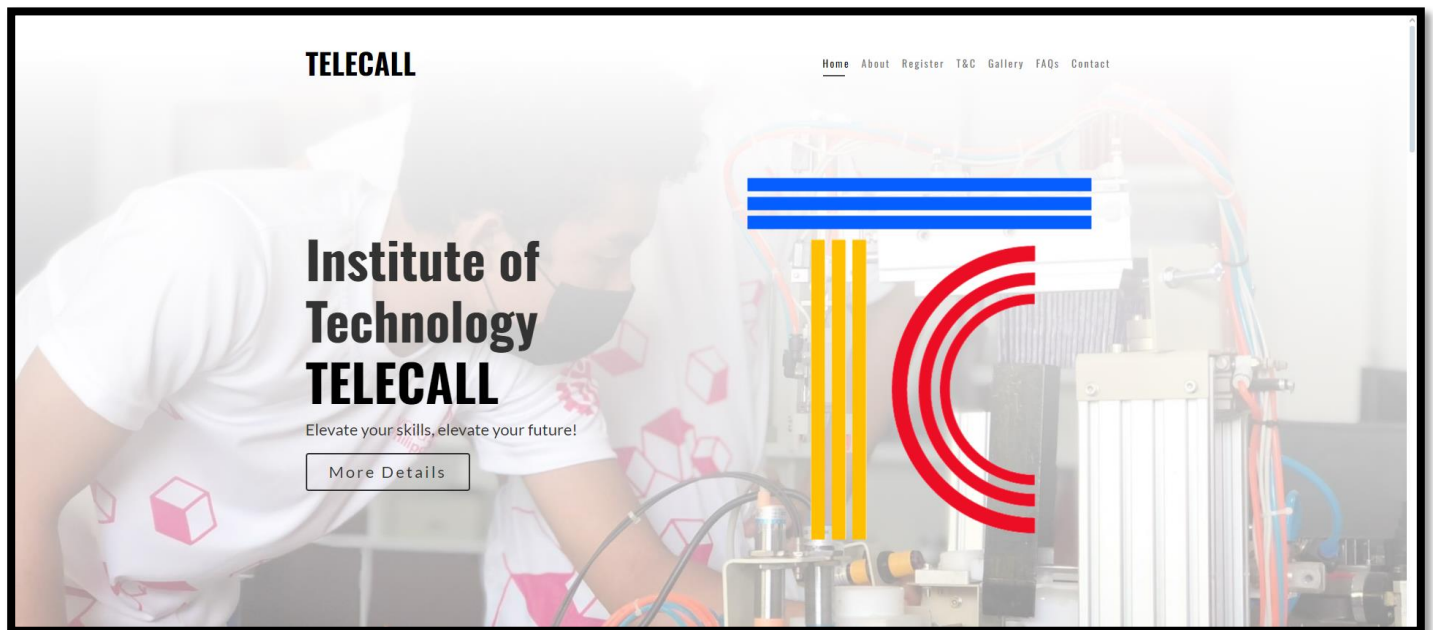 TELECALL
Home About Register T&C Gallery FAQs Contact
Institute of
Technology
TELECALL
Elevate your skills, elevate your future!
More Details
TC